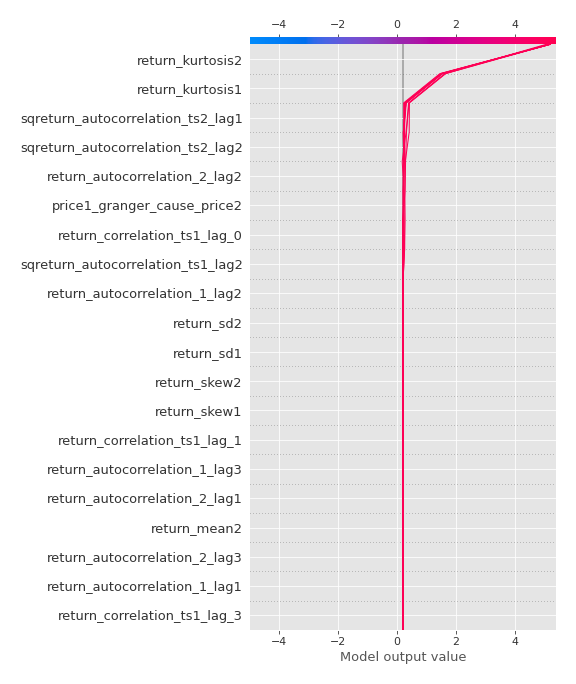 −4 −2 0 2 4
return_kurtosis2
return_kurtosis1
sqreturn_autocorrelation_ts2_lag1
sqreturn_autocorrelation_ts2_lag2
return_autocorrelation_2_lag2
price1_granger_cause_price2
return_correlation_ts1_lag_0
sqreturn_autocorrelation_ts1_lag2
return_autocorrelation_1_lag2
return_sd2
return_sd1
return_skew2
return_skew1
return_correlation_ts1_lag_1
return_autocorrelation_1_lag3
return_autocorrelation_2_lag1
return_mean2
return_autocorrelation_2_lag3
return_autocorrelation_1_lag1
return_correlation_ts1_lag_3
−4 −2 0 2 4
Model output value